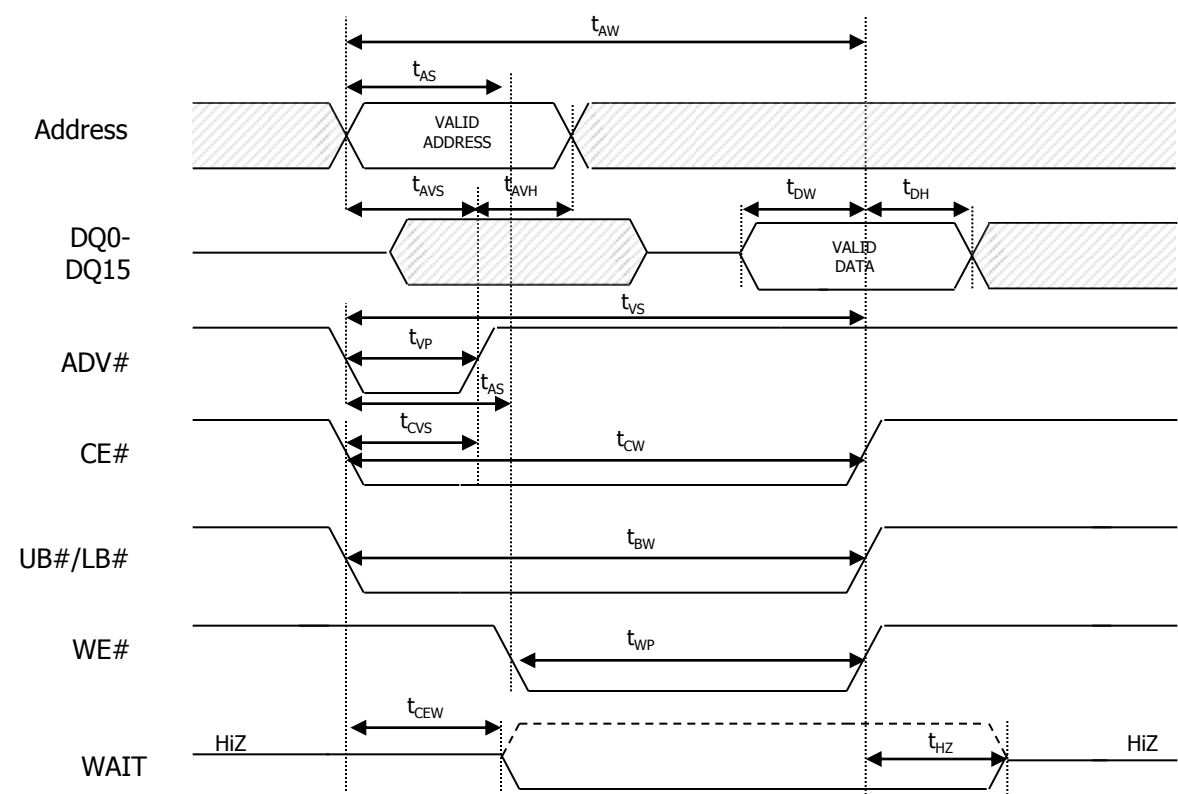 tAW
tAS
Address
VALID
ADDRESS
tAVS
tAVH
tDW
tDH
DQ0-
DQ15
VALID
DATA
tVS
ADV#
tVP
tAS
CE#
tCVS
tCW
UB#/LB#
tBW
WE#
tWP
tCEW
WAIT
HiZ
tHZ
HiZ